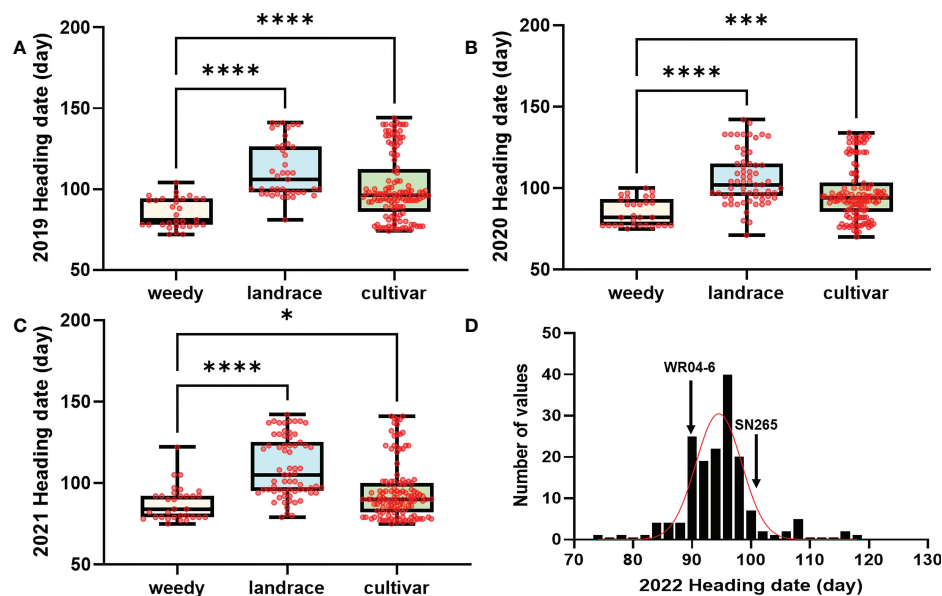 A
2019 Heading date (day)
200
150
100
50
****
****
weedy landrace cultivar
B
2020 Heading date (day)
200
150
100
50
***
****
weedy landrace cultivar
C
2021 Heading date (day)
200
150
100
50
*
****
weedy landrace cultivar
D
Number of values
50
40
30
20
10
0
WR04-6
SN265
70 80 90 100 110 120 130
2022 Heading date (day)